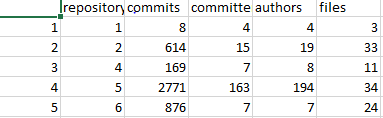 repository commits committe authors files
1 1 8 4 4 3
2 2 614 15 19 33
3 4 169 7 8 11
4 5 2771 163 194 34
5 6 876 7 7 24